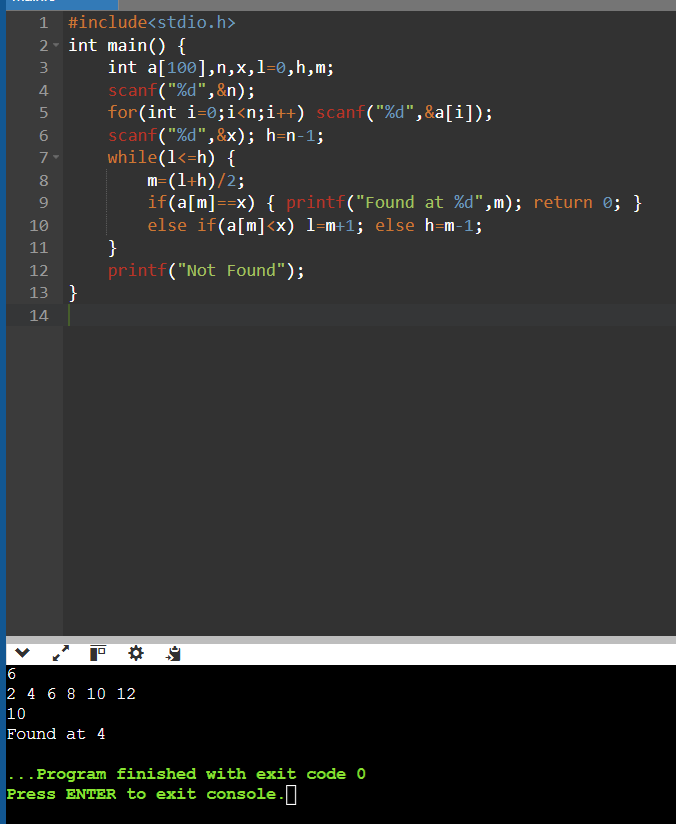 1 #include<stdio.h>
2 int main() {
3     int a[100],n,x,l=0,h,m;
4     scanf("%d",&n);
5     for(int i=0;i<n;i++) scanf("%d",&a[i]);
6     scanf("%d",&x); h=n-1;
7     while(l<=h) {
8         m=(l+h)/2;
9         if(a[m]==x) { printf("Found at %d",m); return 0; }
10         else if(a[m]<x) l=m+1; else h=m-1;
11     }
12     printf("Not Found");
13 }
14
6
2 4 6 8 10 12
10
Found at 4
...Program finished with exit code 0
Press ENTER to exit console.